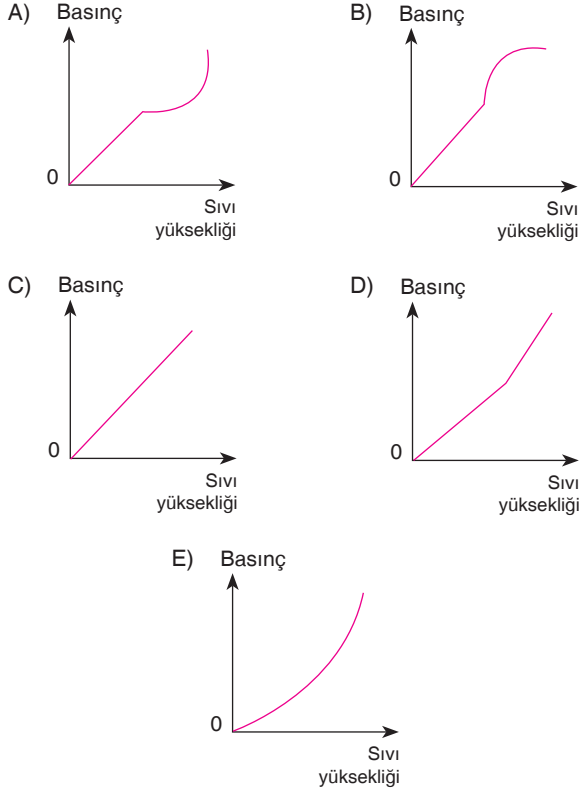 A) Basınç
0
Sıvı
yüksekliği
B) Basınç
0
Sıvı
yüksekliği
C) Basınç
0
Sıvı
yüksekliği
D) Basınç
0
Sıvı
yüksekliği
E) Basınç
0
Sıvı
yüksekliği